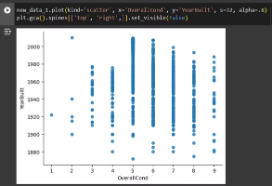 new_data_1.plot(kind='scatter', x='OverallCond', y='YearBuilt', s=32, alpha=.8)
plt.gca().spines[['top', 'right',]].set_visible(False)
2000
1980
1960
1940
1920
1900
1880
YearBuilt
1 2 3 4 5 6 7 8 9
OverallCond